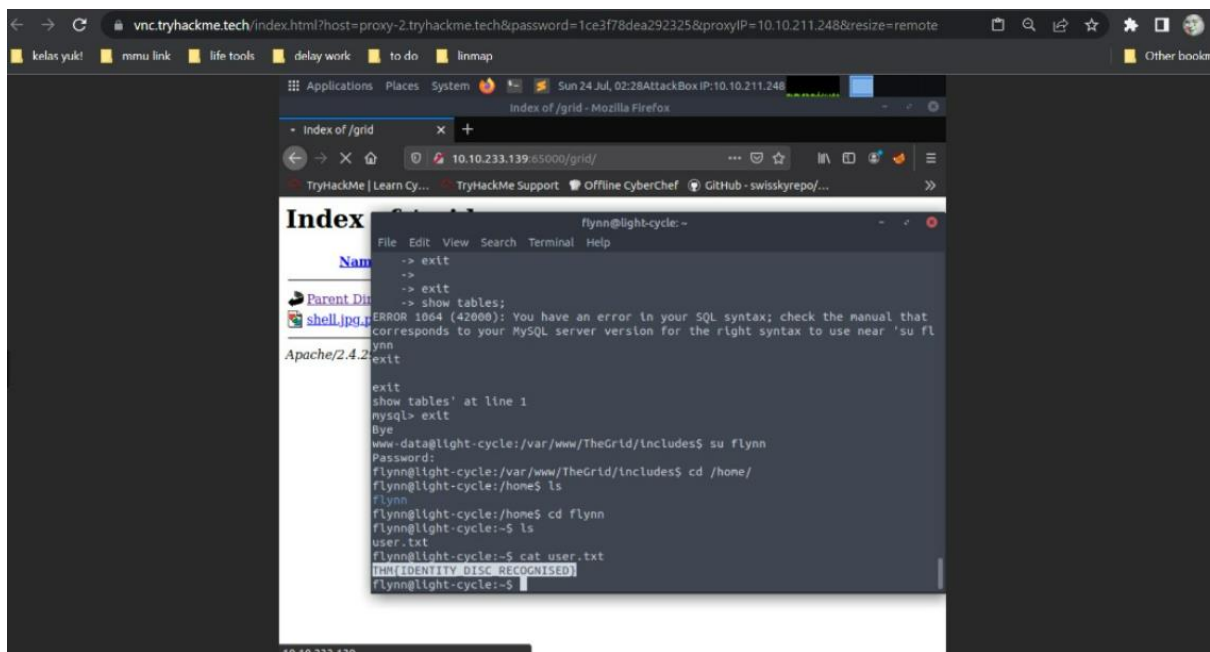 vnc.tryhackme.tech/index.html?host=proxy-2.tryhackme.tech&password=1ce3f78dea292325&proxyIP=10.10.211.248&resize=remote
kelas yuk! mmu link life tools delay work to do linmap Other bookm
Applications Places System Sun 24 Jul, 02:28 AttackBox IP:10.10.211.248
Index of /grid - Mozilla Firefox
Index of /grid
10.10.233.139:65000/grid/
TryHackMe | Learn Cy... TryHackMe Support Offline CyberChef GitHub - swisskyrepo/...
Index
flynn@light-cycle: ~
File Edit View Search Terminal Help
Nam
Parent Dir
shell.jpg.p
Apache/2.4.2
-> exit
->
-> exit
-> show tables;
ERROR 1064 (42000): You have an error in your SQL syntax; check the manual that
corresponds to your MySQL server version for the right syntax to use near 'su fl
ynn
exit
exit
show tables' at line 1
mysql> exit
Bye
www-data@light-cycle:/var/www/TheGrid/includes$ su flynn
Password:
flynn@light-cycle:/var/www/TheGrid/includes$ cd /home/
flynn@light-cycle:/home$ ls
flynn
flynn@light-cycle:/home$ cd flynn
flynn@light-cycle:~$ ls
user.txt
flynn@light-cycle:~$ cat user.txt
THM{IDENTITY_DISC_RECOGNISED}
flynn@light-cycle:~$